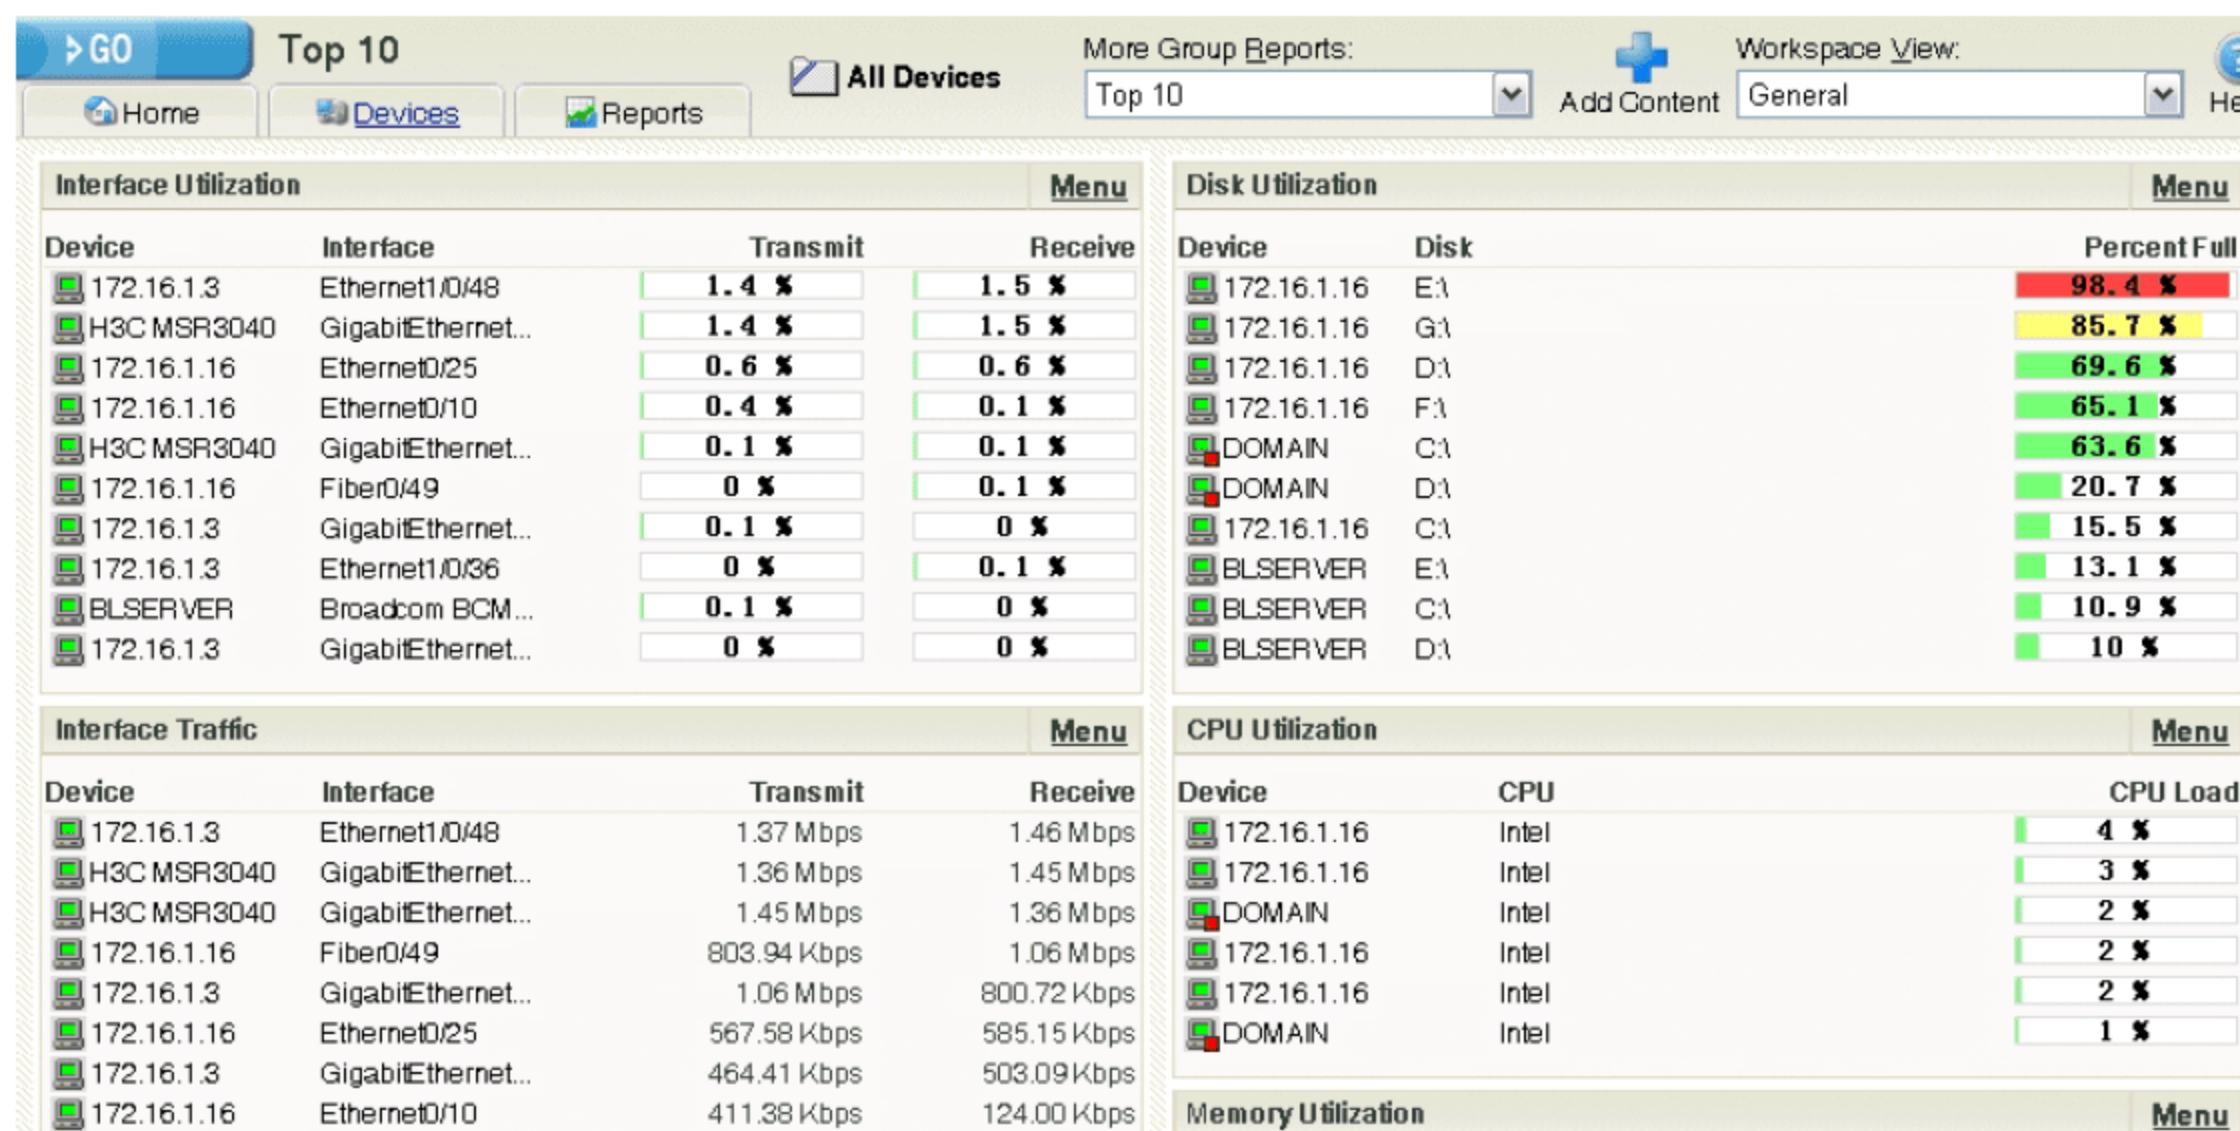 GO
Top 10
Home
Devices
Reports
All Devices
More Group Reports:
Top 10
Add Content
Workspace View:
General
Interface Utilization Menu
Device Interface Transmit Receive
172.16.1.3 Ethernet1/0/48 1.4 % 1.5 %
H3C MSR3040 GigabitEthernet... 1.4 % 1.5 %
172.16.1.16 Ethernet0/25 0.6 % 0.6 %
172.16.1.16 Ethernet0/10 0.4 % 0.1 %
H3C MSR3040 GigabitEthernet... 0.1 % 0.1 %
172.16.1.16 Fiber0/49 0 % 0.1 %
172.16.1.3 GigabitEthernet... 0.1 % 0 %
172.16.1.3 Ethernet1/0/36 0 % 0.1 %
BLSERVER Broadcom BCM... 0.1 % 0 %
172.16.1.3 GigabitEthernet... 0 % 0 %
Disk Utilization Menu
Device Disk Percent Full
172.16.1.16 E:\ 98.4 %
172.16.1.16 G:\ 85.7 %
172.16.1.16 D:\ 69.6 %
172.16.1.16 F:\ 65.1 %
DOMAIN C:\ 63.6 %
DOMAIN D:\ 20.7 %
172.16.1.16 C:\ 15.5 %
BLSERVER E:\ 13.1 %
BLSERVER C:\ 10.9 %
BLSERVER D:\ 10 %
Interface Traffic Menu
Device Interface Transmit Receive
172.16.1.3 Ethernet1/0/48 1.37 Mbps 1.46 Mbps
H3C MSR3040 GigabitEthernet... 1.36 Mbps 1.45 Mbps
H3C MSR3040 GigabitEthernet... 1.45 Mbps 1.36 Mbps
172.16.1.16 Fiber0/49 803.94 Kbps 1.06 Mbps
172.16.1.3 GigabitEthernet... 1.06 Mbps 800.72 Kbps
172.16.1.16 Ethernet0/25 567.58 Kbps 585.15 Kbps
172.16.1.3 GigabitEthernet... 464.41 Kbps 503.09 Kbps
172.16.1.16 Ethernet0/10 411.38 Kbps 124.00 Kbps
CPU Utilization Menu
Device CPU CPU Load
172.16.1.16 Intel 4 %
172.16.1.16 Intel 3 %
DOMAIN Intel 2 %
172.16.1.16 Intel 2 %
172.16.1.16 Intel 2 %
DOMAIN Intel 1 %
Memory Utilization Menu